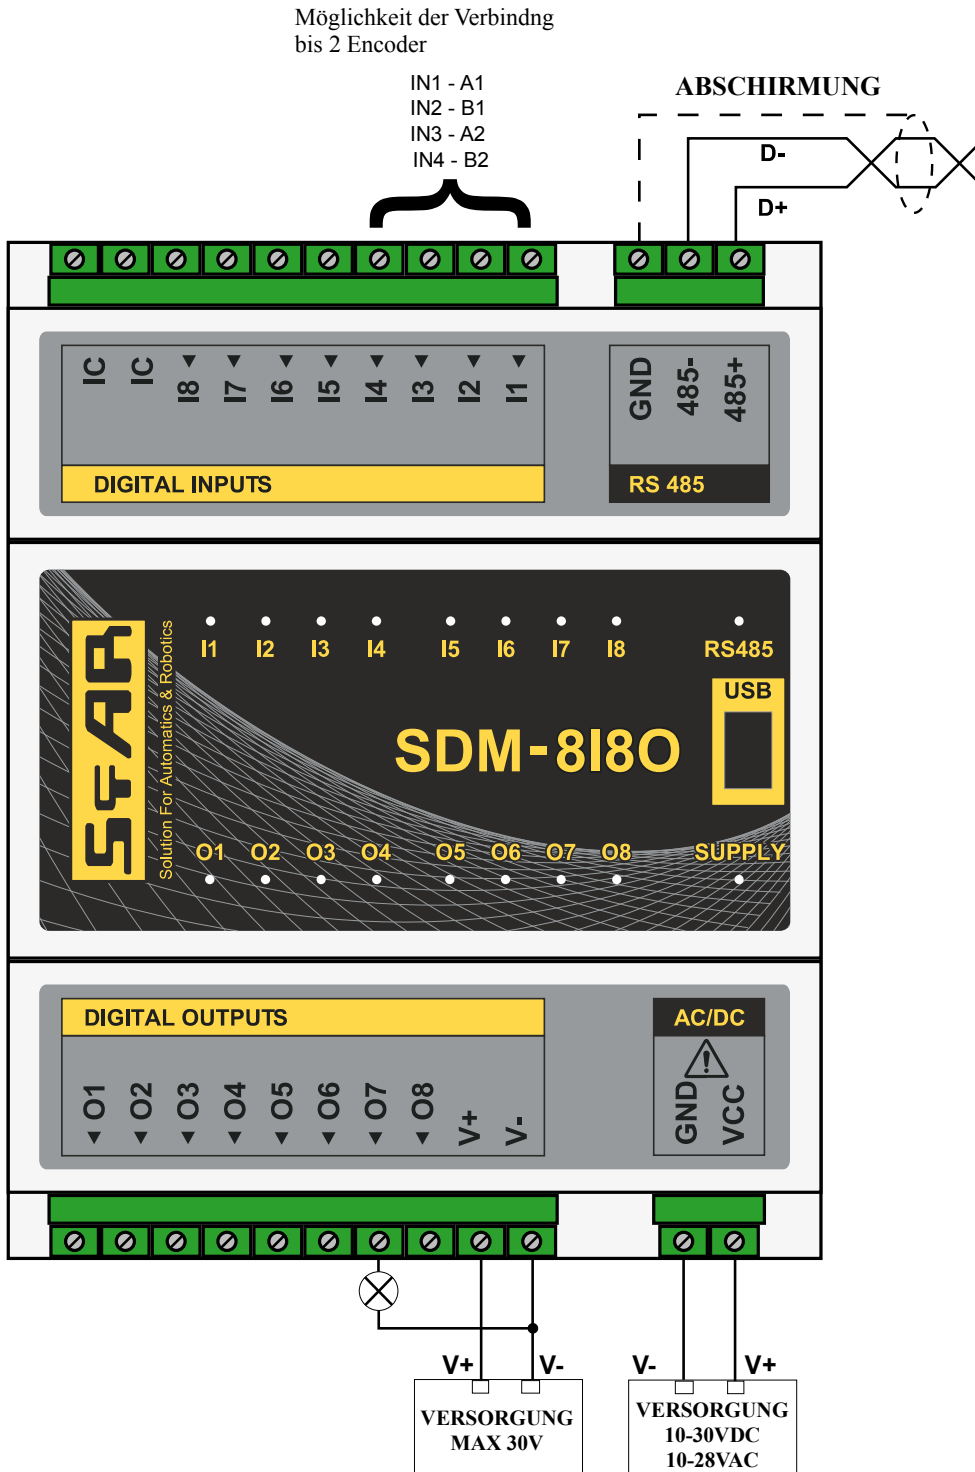 Möglichkeit der Verbindng
bis 2 Encoder
IN1 - A1
IN2 - B1
IN3 - A2
IN4 - B2
ABSCHIRMUNG
D-
D+
IC IC I8 I7 I6 I5 I4 I3 I2 I1
GND 485- 485+
DIGITAL INPUTS
RS 485
SFAR
Solution For Automatics & Robotics
I1 I2 I3 I4 I5 I6 I7 I8 RS485
USB
SDM-8I8O
O1 O2 O3 O4 O5 O6 O7 O8 SUPPLY
DIGITAL OUTPUTS
AC/DC
O1 O2 O3 O4 O5 O6 O7 O8 V+ V-
GND VCC
V+ V-
V- V+
VERSORGUNG
MAX 30V
VERSORGUNG
10-30VDC
10-28VAC